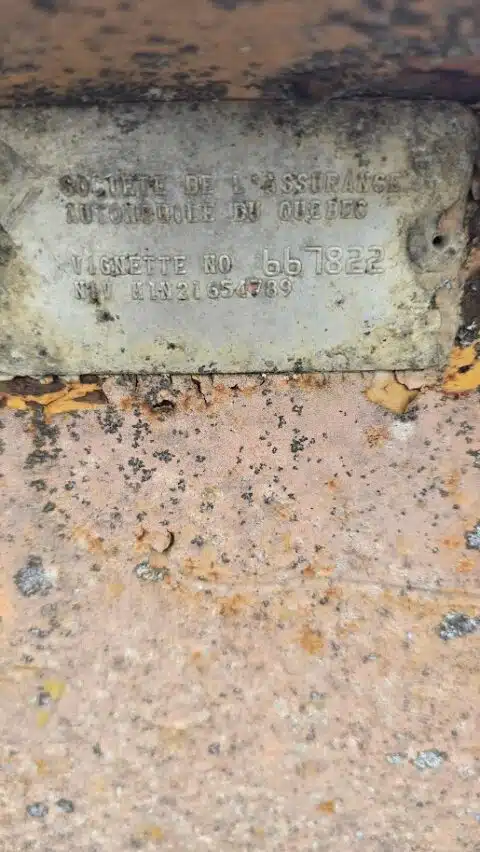 SOCIETE DE L'ASSURANCE
AUTOMOBILE DU QUEBEC
VIGNETTE NO 667822
NIV